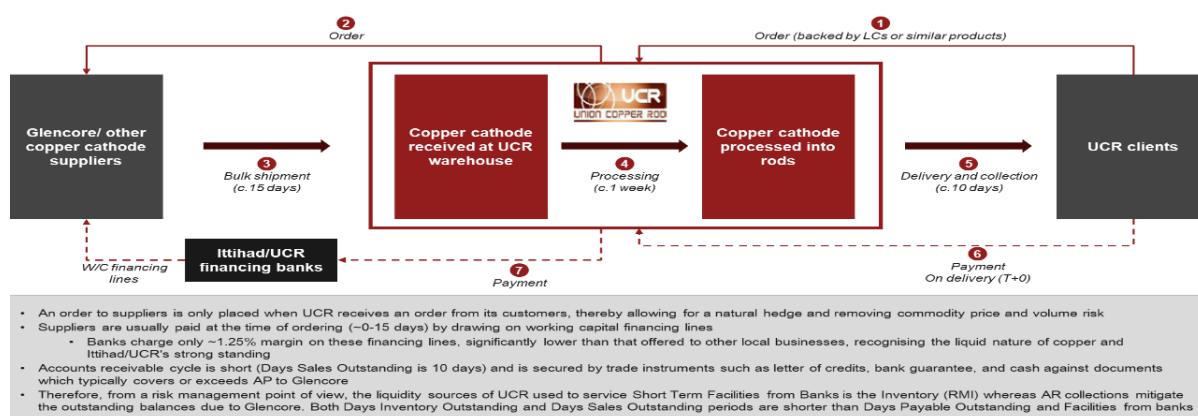 2
Order
1
Order (backed by LCs or similar products)
Glencore/ other
copper cathode
suppliers
3
Bulk shipment
(c.15 days)
Copper cathode
received at UCR
warehouse
UCR
UNION COPPER ROD
4
Processing
(c.1 week)
Copper cathode
processed into
rods
5
Delivery and collection
(c.10 days)
UCR clients
W/C financing
lines
Ittihad/UCR
financing banks
7
Payment
6
Payment
On delivery (T+0)
• An order to suppliers is only placed when UCR receives an order from its customers, thereby allowing for a natural hedge and removing commodity price and volume risk
• Suppliers are usually paid at the time of ordering (~0-15 days) by drawing on working capital financing lines
• Banks charge only ~1.25% margin on these financing lines, significantly lower than that offered to other local businesses, recognising the liquid nature of copper and
Ittihad/UCR's strong standing
• Accounts receivable cycle is short (Days Sales Outstanding is 10 days) and is secured by trade instruments such as letter of credits, bank guarantee, and cash against documents
which typically covers or exceeds AP to Glencore
• Therefore, from a risk management point of view, the liquidity sources of UCR used to service Short Term Facilities from Banks is the Inventory (RMI) whereas AR collections mitigate
the outstanding balances due to Glencore. Both Days Inventory Outstanding and Days Sales Outstanding periods are shorter than Days Payable Outstanding and Facilities from banks